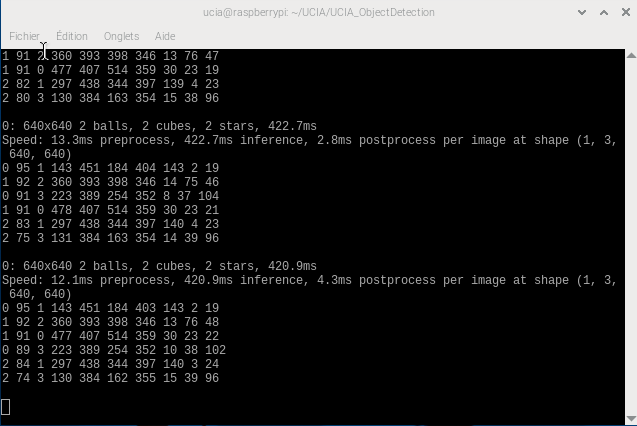 ucia@raspberrypi: ~/UCIA/UCIA_ObjectDetection
Fichier Édition Onglets Aide
1 91 2 360 393 398 346 13 76 47
1 91 0 477 407 514 359 30 23 19
2 82 1 297 438 344 397 139 4 23
2 80 3 130 384 163 354 15 38 96
0: 640x640 2 balls, 2 cubes, 2 stars, 422.7ms
Speed: 13.3ms preprocess, 422.7ms inference, 2.8ms postprocess per image at shape (1, 3,
640, 640)
0 95 1 143 451 184 404 143 2 19
1 92 2 360 393 398 346 14 75 46
0 91 3 223 389 254 352 8 37 104
1 91 0 478 407 514 359 30 23 21
2 83 1 297 438 344 397 140 4 23
2 75 3 131 384 163 354 14 39 96
0: 640x640 2 balls, 2 cubes, 2 stars, 420.9ms
Speed: 12.1ms preprocess, 420.9ms inference, 4.3ms postprocess per image at shape (1, 3,
640, 640)
0 95 1 143 451 184 403 143 2 19
1 92 2 360 393 398 346 13 76 48
1 91 0 478 407 514 359 30 23 22
0 89 3 223 389 254 352 10 38 102
2 84 1 297 438 344 397 140 3 24
2 74 3 130 384 162 355 15 39 96